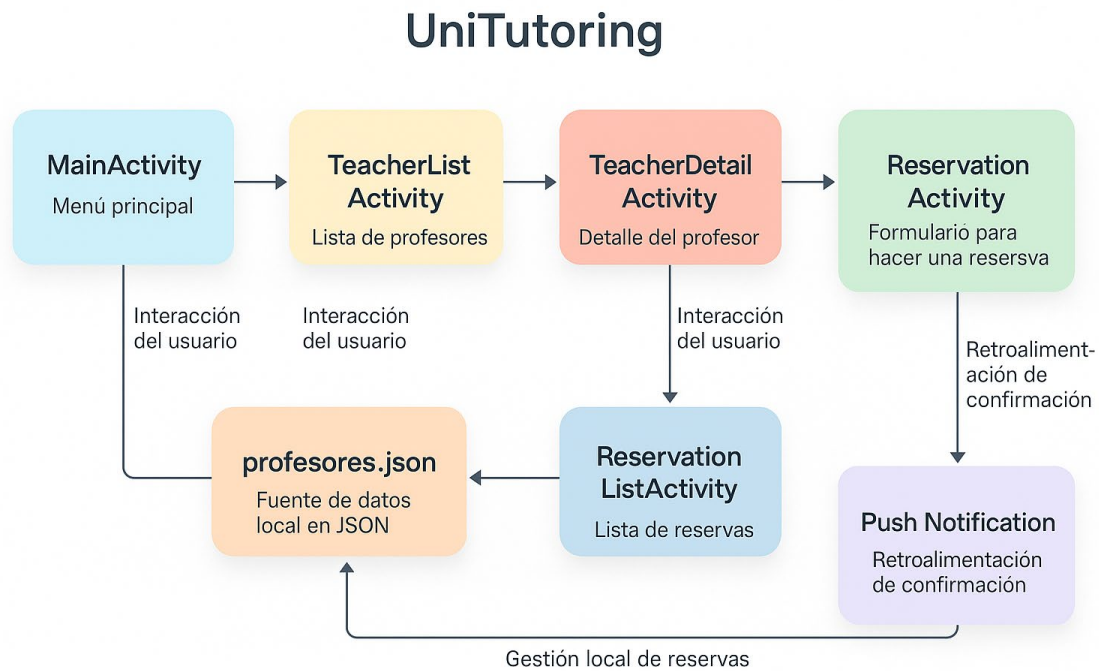 UniTutoring
MainActivity
Menú principal
TeacherList
Activity
Lista de profesores
TeacherDetail
Activity
Detalle del profesor
Reservation
Activity
Formularió para
hacer una resersva
Interacción
del usuario
Interacción
del usuario
Interacción
del usuario
Retroaliment-
ación de
confirmación
profesores.json
Fuente de datos
local en JSON
Reservation
ListActivity
Lista de reservas
Push Notification
Retroalimentación
de confirmación
Gestión local de reservas